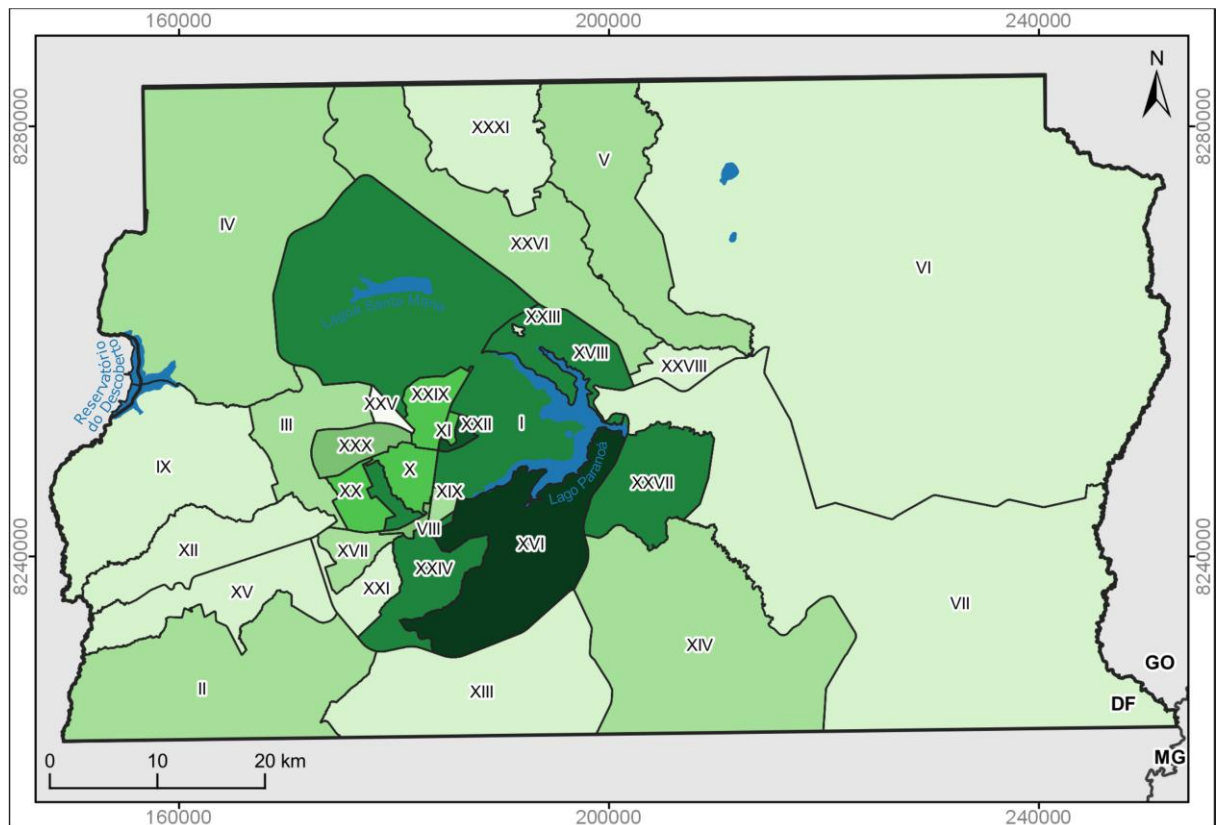 160000 200000 240000
N
8280000 8280000
XXXI
V
IV
XXVI
VI
Lagoa Santa Maria
XXIII
XVIII
XXVIII
Reservatório
do Descoberto
XXV
XXIX
III
XI
XXII
I
XXX
IX
X
XX
XIX
XXVII
Lago Paranoá
VIII
XVI
XII
XVII
8240000 8240000
XXIV
XXI
XV
VII
XIV
GO
II
XIII
DF
MG
0 10 20 km
160000 200000 240000